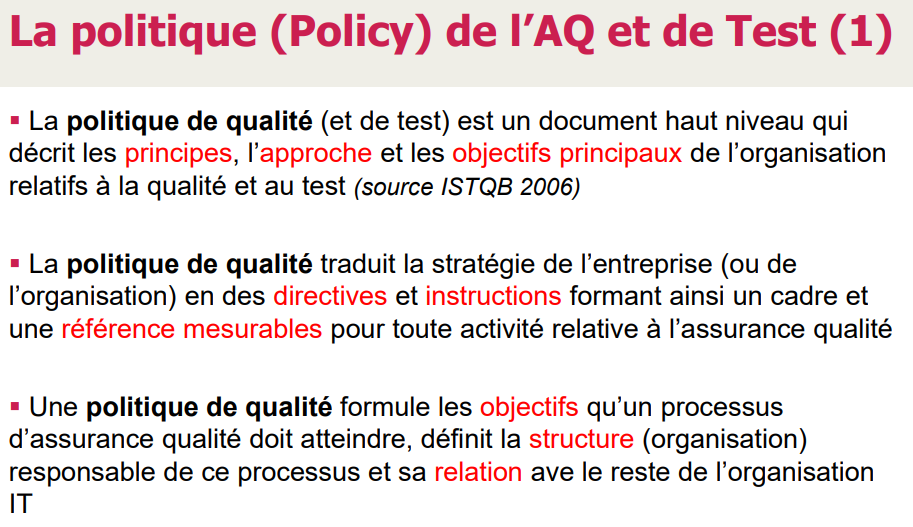 La politique (Policy) de l’AQ et de Test (1)
▪ La politique de qualité (et de test) est un document haut niveau qui
décrit les principes, l’approche et les objectifs principaux de l’organisation
relatifs à la qualité et au test (source ISTQB 2006)
▪ La politique de qualité traduit la stratégie de l’entreprise (ou de
l’organisation) en des directives et instructions formant ainsi un cadre et
une référence mesurables pour toute activité relative à l’assurance qualité
▪ Une politique de qualité formule les objectifs qu’un processus
d’assurance qualité doit atteindre, définit la structure (organisation)
responsable de ce processus et sa relation ave le reste de l’organisation
IT